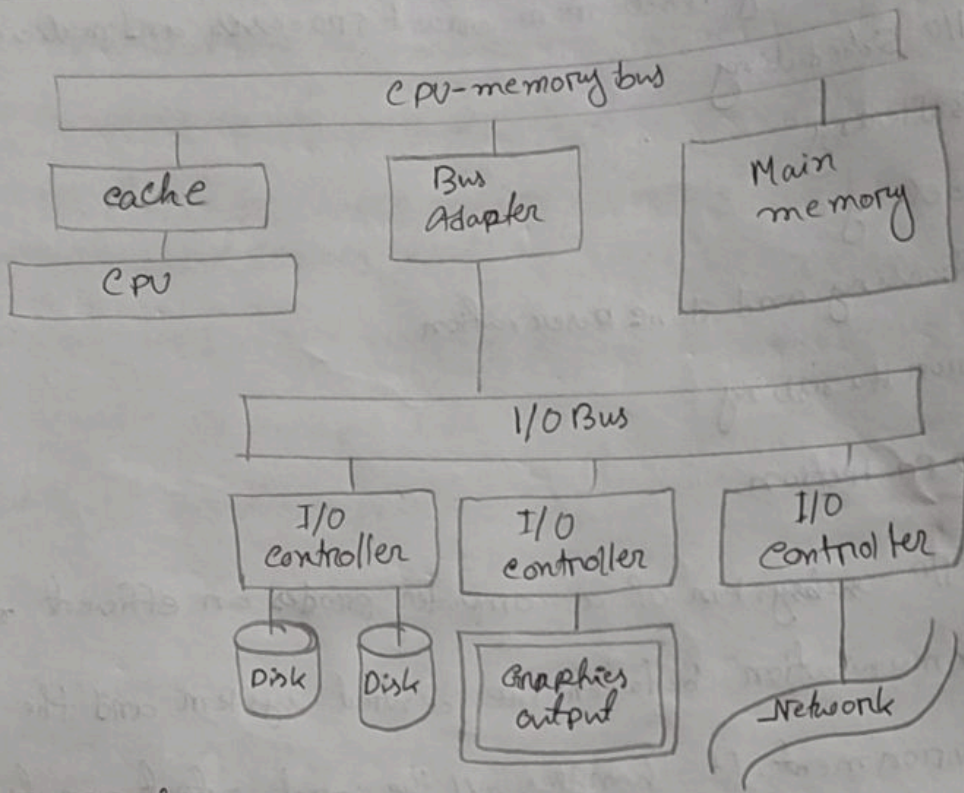 CPU-memory bus
cache
Bus
Adapter
Main
memory
CPU
I/O Bus
I/O
controller
I/O
controller
I/O
controller
Disk
Disk
Graphics
output
Network